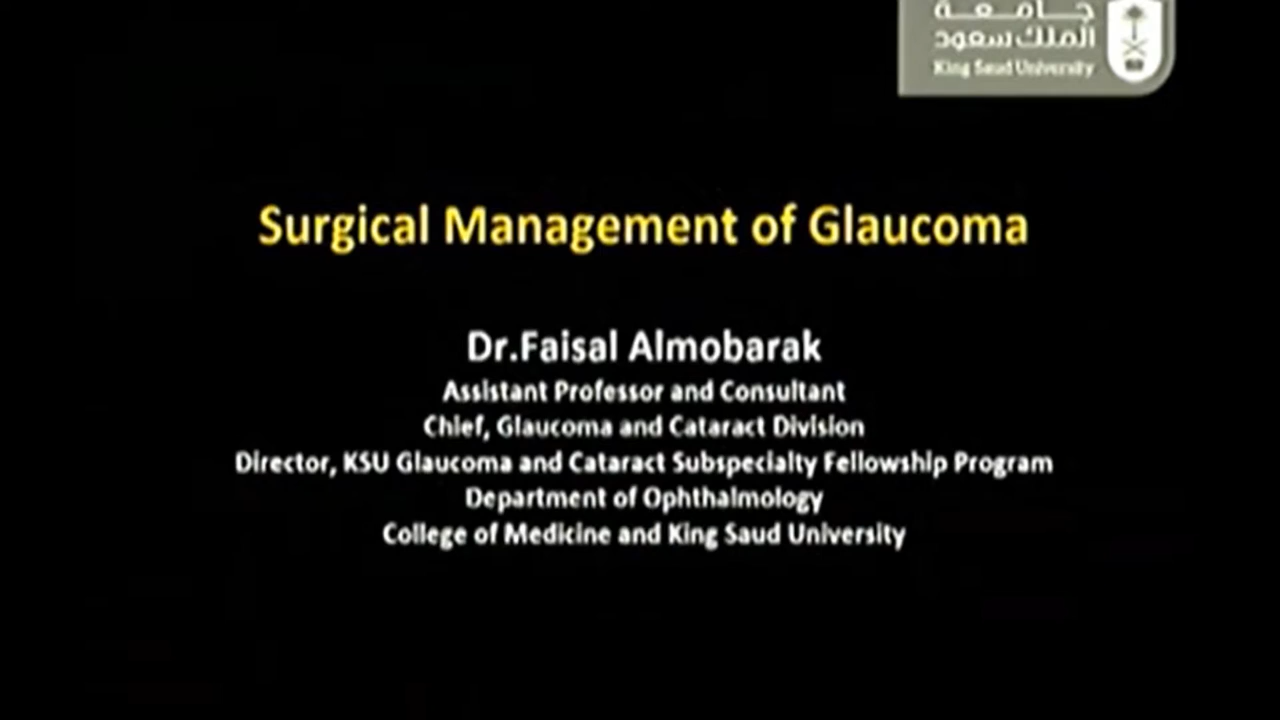 جامعة
الملك سعود
King Saud University
Surgical Management of Glaucoma
Dr.Faisal Almobarak
Assistant Professor and Consultant
Chief, Glaucoma and Cataract Division
Director, KSU Glaucoma and Cataract Subspecialty Fellowship Program
Department of Ophthalmology
College of Medicine and King Saud University